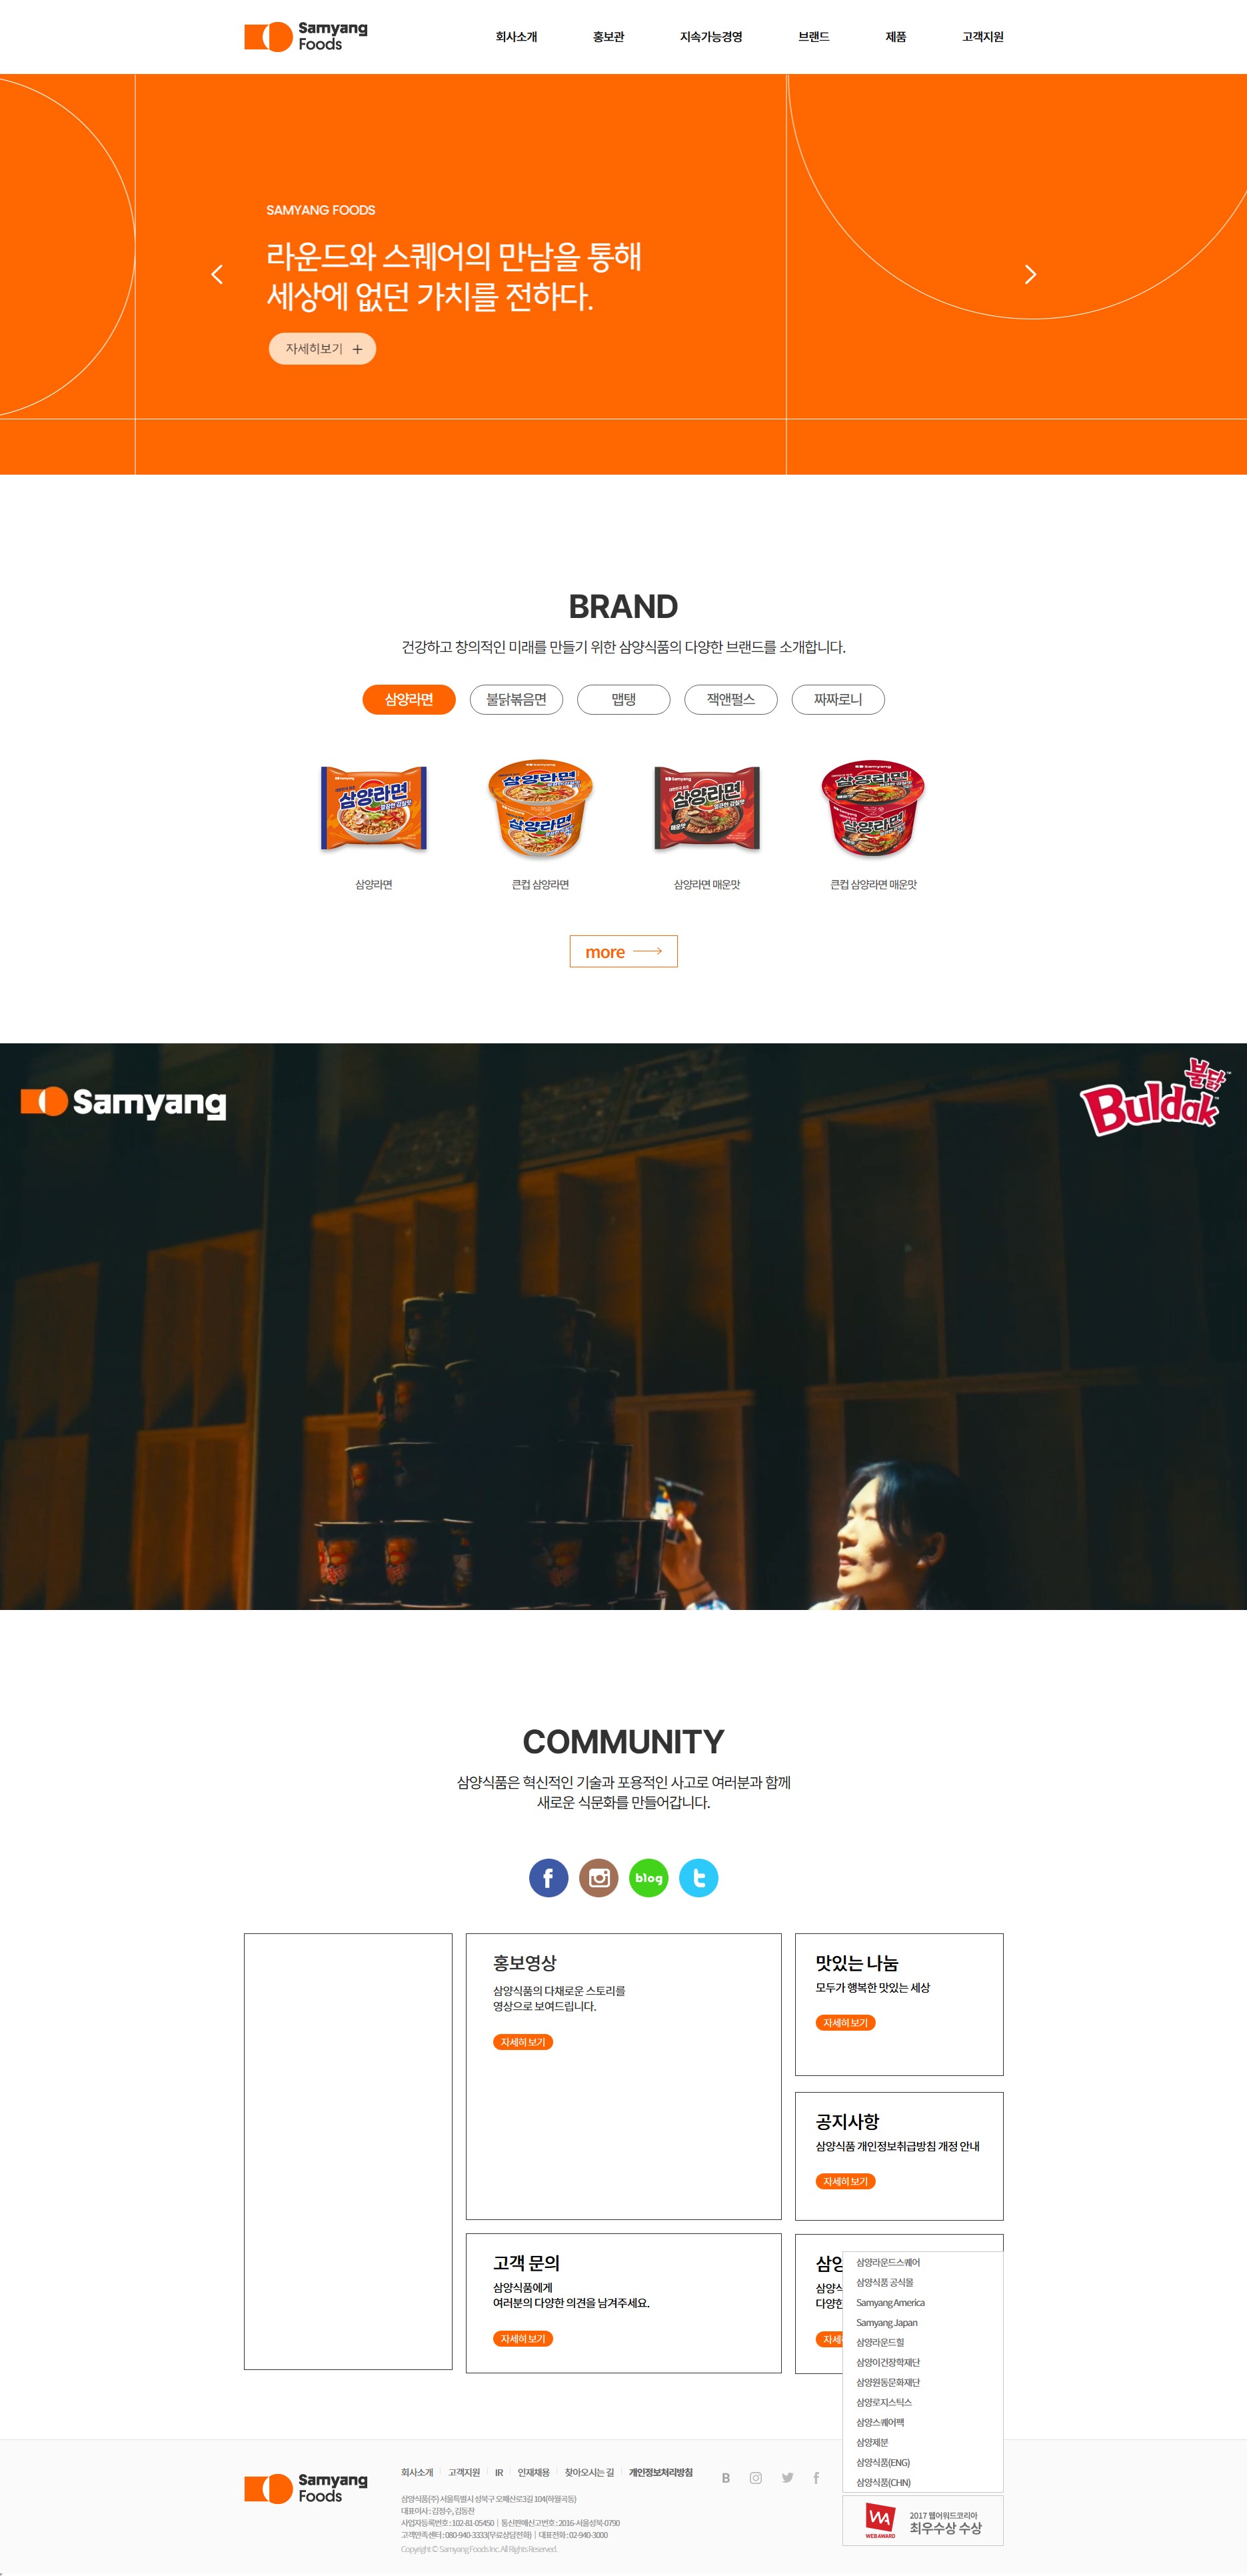 Samyang
Foods
회사소개
홍보관
지속가능경영
브랜드
제품
고객지원
SAMYANG FOODS
라운드와 스퀘어의 만남을 통해
세상에 없던 가치를 전하다.
자세히보기 +
BRAND
건강하고 창의적인 미래를 만들기 위한 삼양식품의 다양한 브랜드를 소개합니다.
삼양라면
불닭볶음면
맵탱
잭앤펄스
짜짜로니
삼양라면
삼양라면
삼양라면
삼양라면
삼양라면
삼양라면
매운맛
삼양라면
큰컵 삼양라면
삼양라면 매운맛
큰컵 삼양라면 매운맛
more
Samyang
불닭
Buldak
COMMUNITY
삼양식품은 혁신적인 기술과 포용적인 사고로 여러분과 함께
새로운 식문화를 만들어갑니다.
f
blog
t
홍보영상
삼양식품의 다채로운 스토리를
영상으로 보여드립니다.
자세히 보기
맛있는 나눔
모두가 행복한 맛있는 세상
자세히 보기
공지사항
삼양식품 개인정보취급방침 개정 안내
자세히 보기
고객 문의
삼양식품에게
여러분의 다양한 의견을 남겨주세요.
자세히 보기
삼양
다양한
삼양라운드스퀘어
삼양식품 공식몰
Samyang America
Samyang Japan
삼양라운드힐
삼양이건장학재단
삼양원동문화재단
삼양로지스틱스
삼양스퀘어팩
삼양제분
삼양식품(ENG)
삼양식품(CHN)
Samyang
Foods
회사소개
고객지원
IR
인재채용
찾아오시는 길
개인정보처리방침
B
f
삼양식품(주) 서울특별시 성북구 오패산로3길 104(하월곡동)
대표이사 : 김정수, 김동찬
사업자등록번호 : 102-81-05450 | 통신판매신고번호 : 2016-서울성북-0790
고객만족센터 : 080-940-3333(무료상담전화) | 대표전화 : 02-940-3000
Copyright © Samyang Foods Inc. All Rights Reserved.
WA
WEB AWARD
2017 웹어워드코리아
최우수상 수상